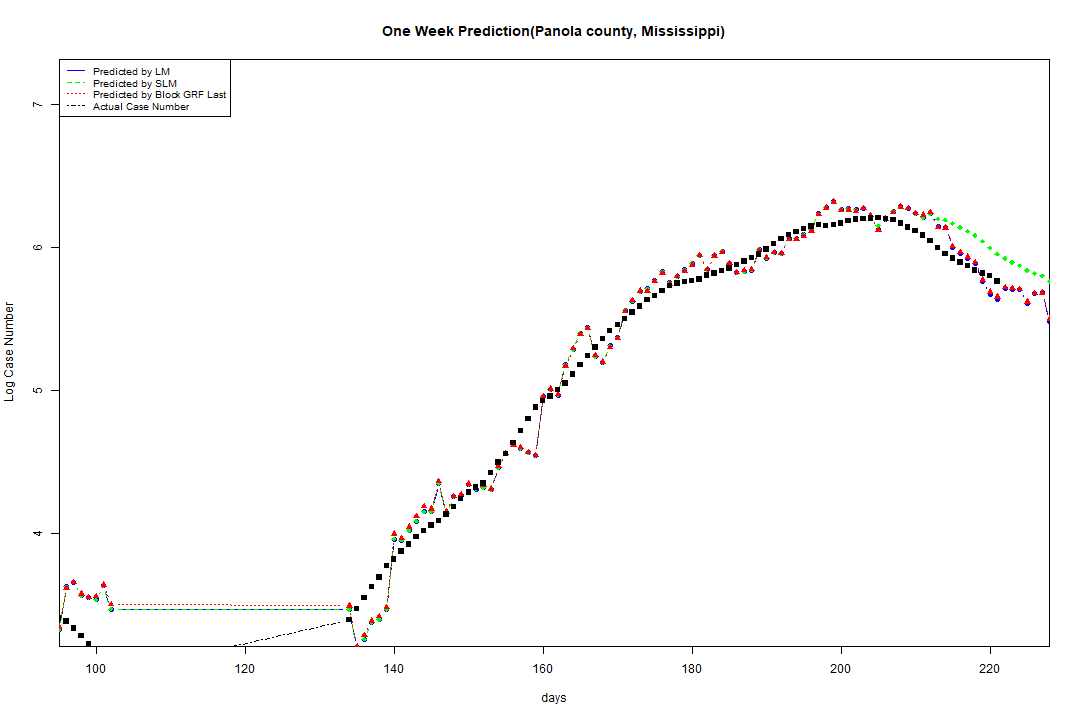 One Week Prediction(Panola county, Mississippi)
Predicted by LM
Predicted by SLM
Predicted by Block GRF Last
Actual Case Number
7
6
5
4
Log Case Number
100 120 140 160 180 200 220
days